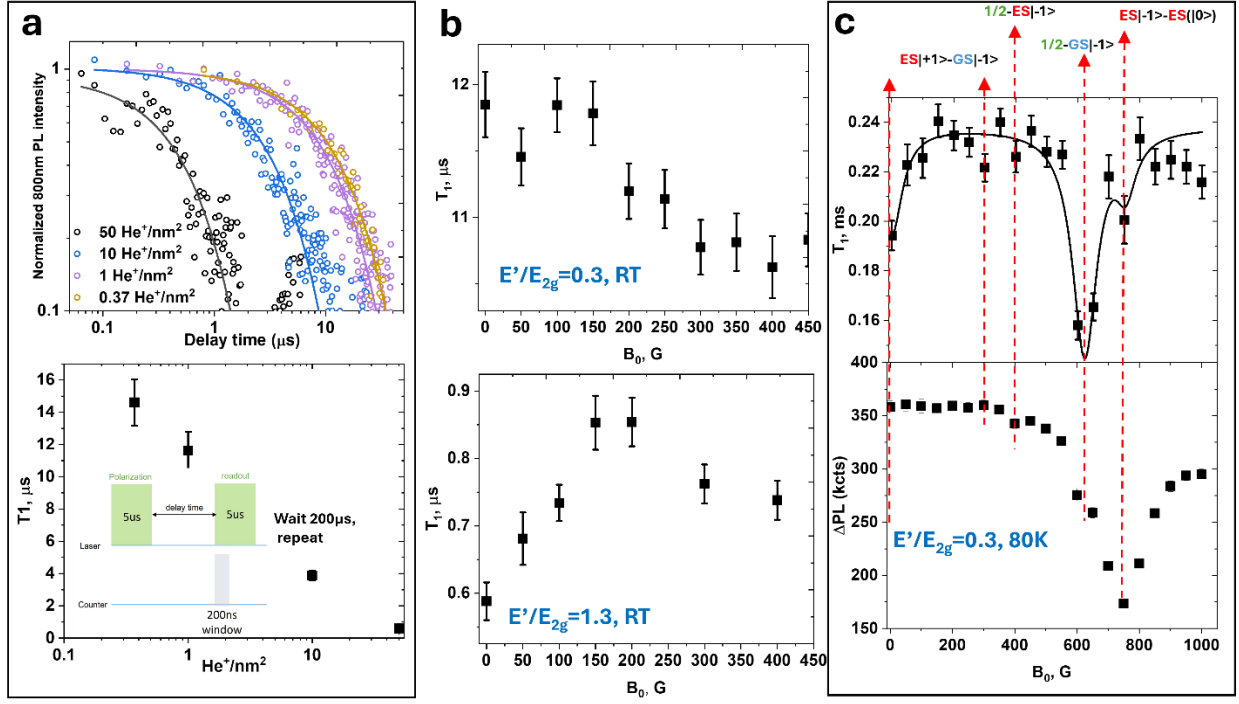 a
Normalized 800nm PL intensity
1
0.1
50 He⁺/nm²
10 He⁺/nm²
1 He⁺/nm²
0.37 He⁺/nm²
0.1 1 10
Delay time (μs)
T1, μs
16
14
12
10
8
6
4
2
0
Polarization
readout
5us
delay time
5us
Wait 200μs,
repeat
Laser
Counter
200ns
window
0.1 1 10
He⁺/nm²
b
T₁, μs
12
11
E'/E₂g=0.3, RT
0 50 100 150 200 250 300 350 400 450
B₀, G
T₁, μs
0.9
0.8
0.7
0.6
E'/E₂g=1.3, RT
0 50 100 150 200 250 300 350 400 450
B₀, G
c
1/2-ES|-1>
ES|-1>-ES(|0>)
1/2-GS|-1>
ES|+1>-GS|-1>
T₁, ms
0.24
0.22
0.20
0.18
0.16
400
350
300
250
200
150
ΔPL (kcts)
E'/E₂g=0.3, 80K
0 200 400 600 800 1000
B₀, G